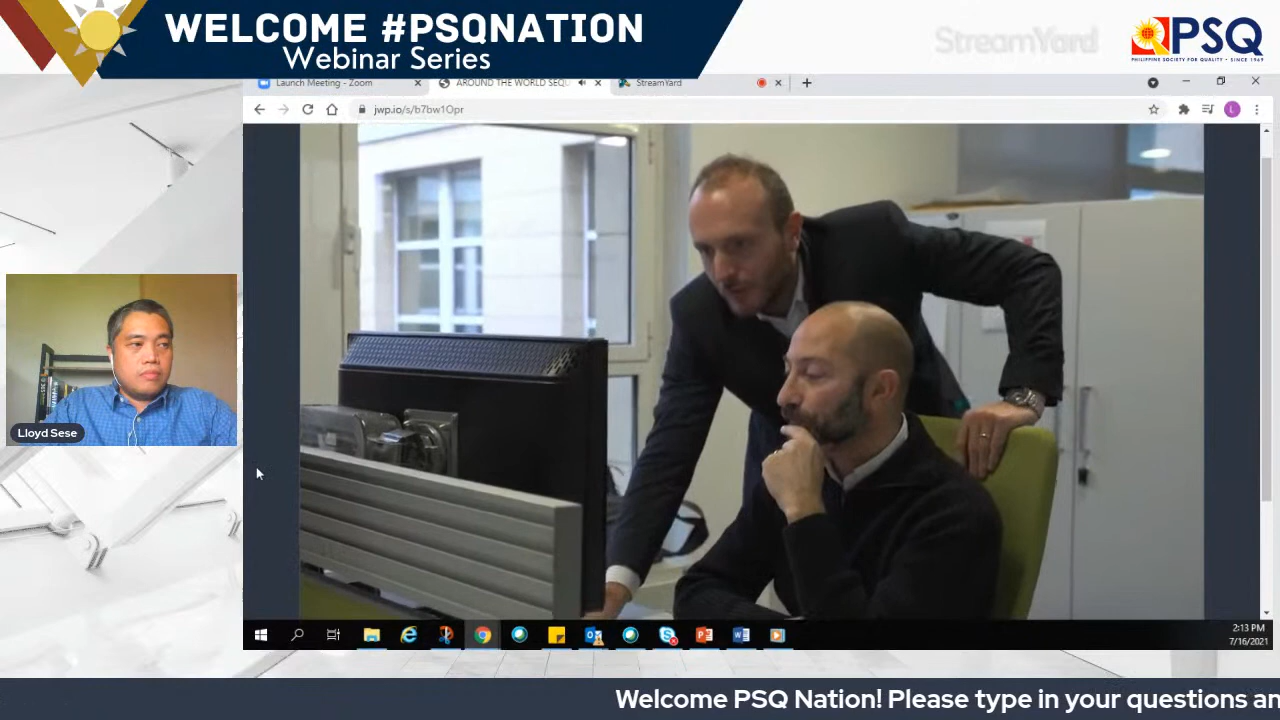 WELCOME #PSQNATION
Webinar Series
StreamYard
PSQ
PHILIPPINE SOCIETY FOR QUALITY • SINCE 1969
Launch Meeting - Zoom
AROUND THE WORLD SEQU
StreamYard
jwp.io/s/b7bw1Opr
L
Lloyd Sese
2:13 PM
7/16/2021
Welcome PSQ Nation! Please type in your questions an